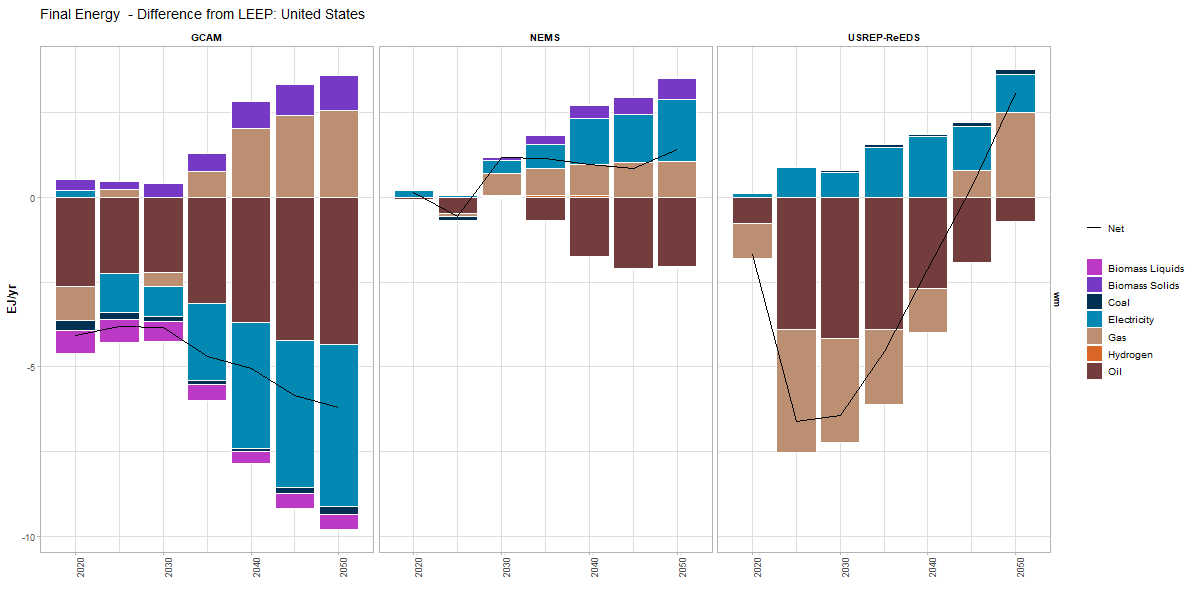 Final Energy  - Difference from LEEP: United States
GCAM
NEMS
USREP-ReEDS
EJ/yr
0
-5
-10
2020
2030
2040
2050
2020
2030
2040
2050
2020
2030
2040
2050
wm
Net
Biomass Liquids
Biomass Solids
Coal
Electricity
Gas
Hydrogen
Oil